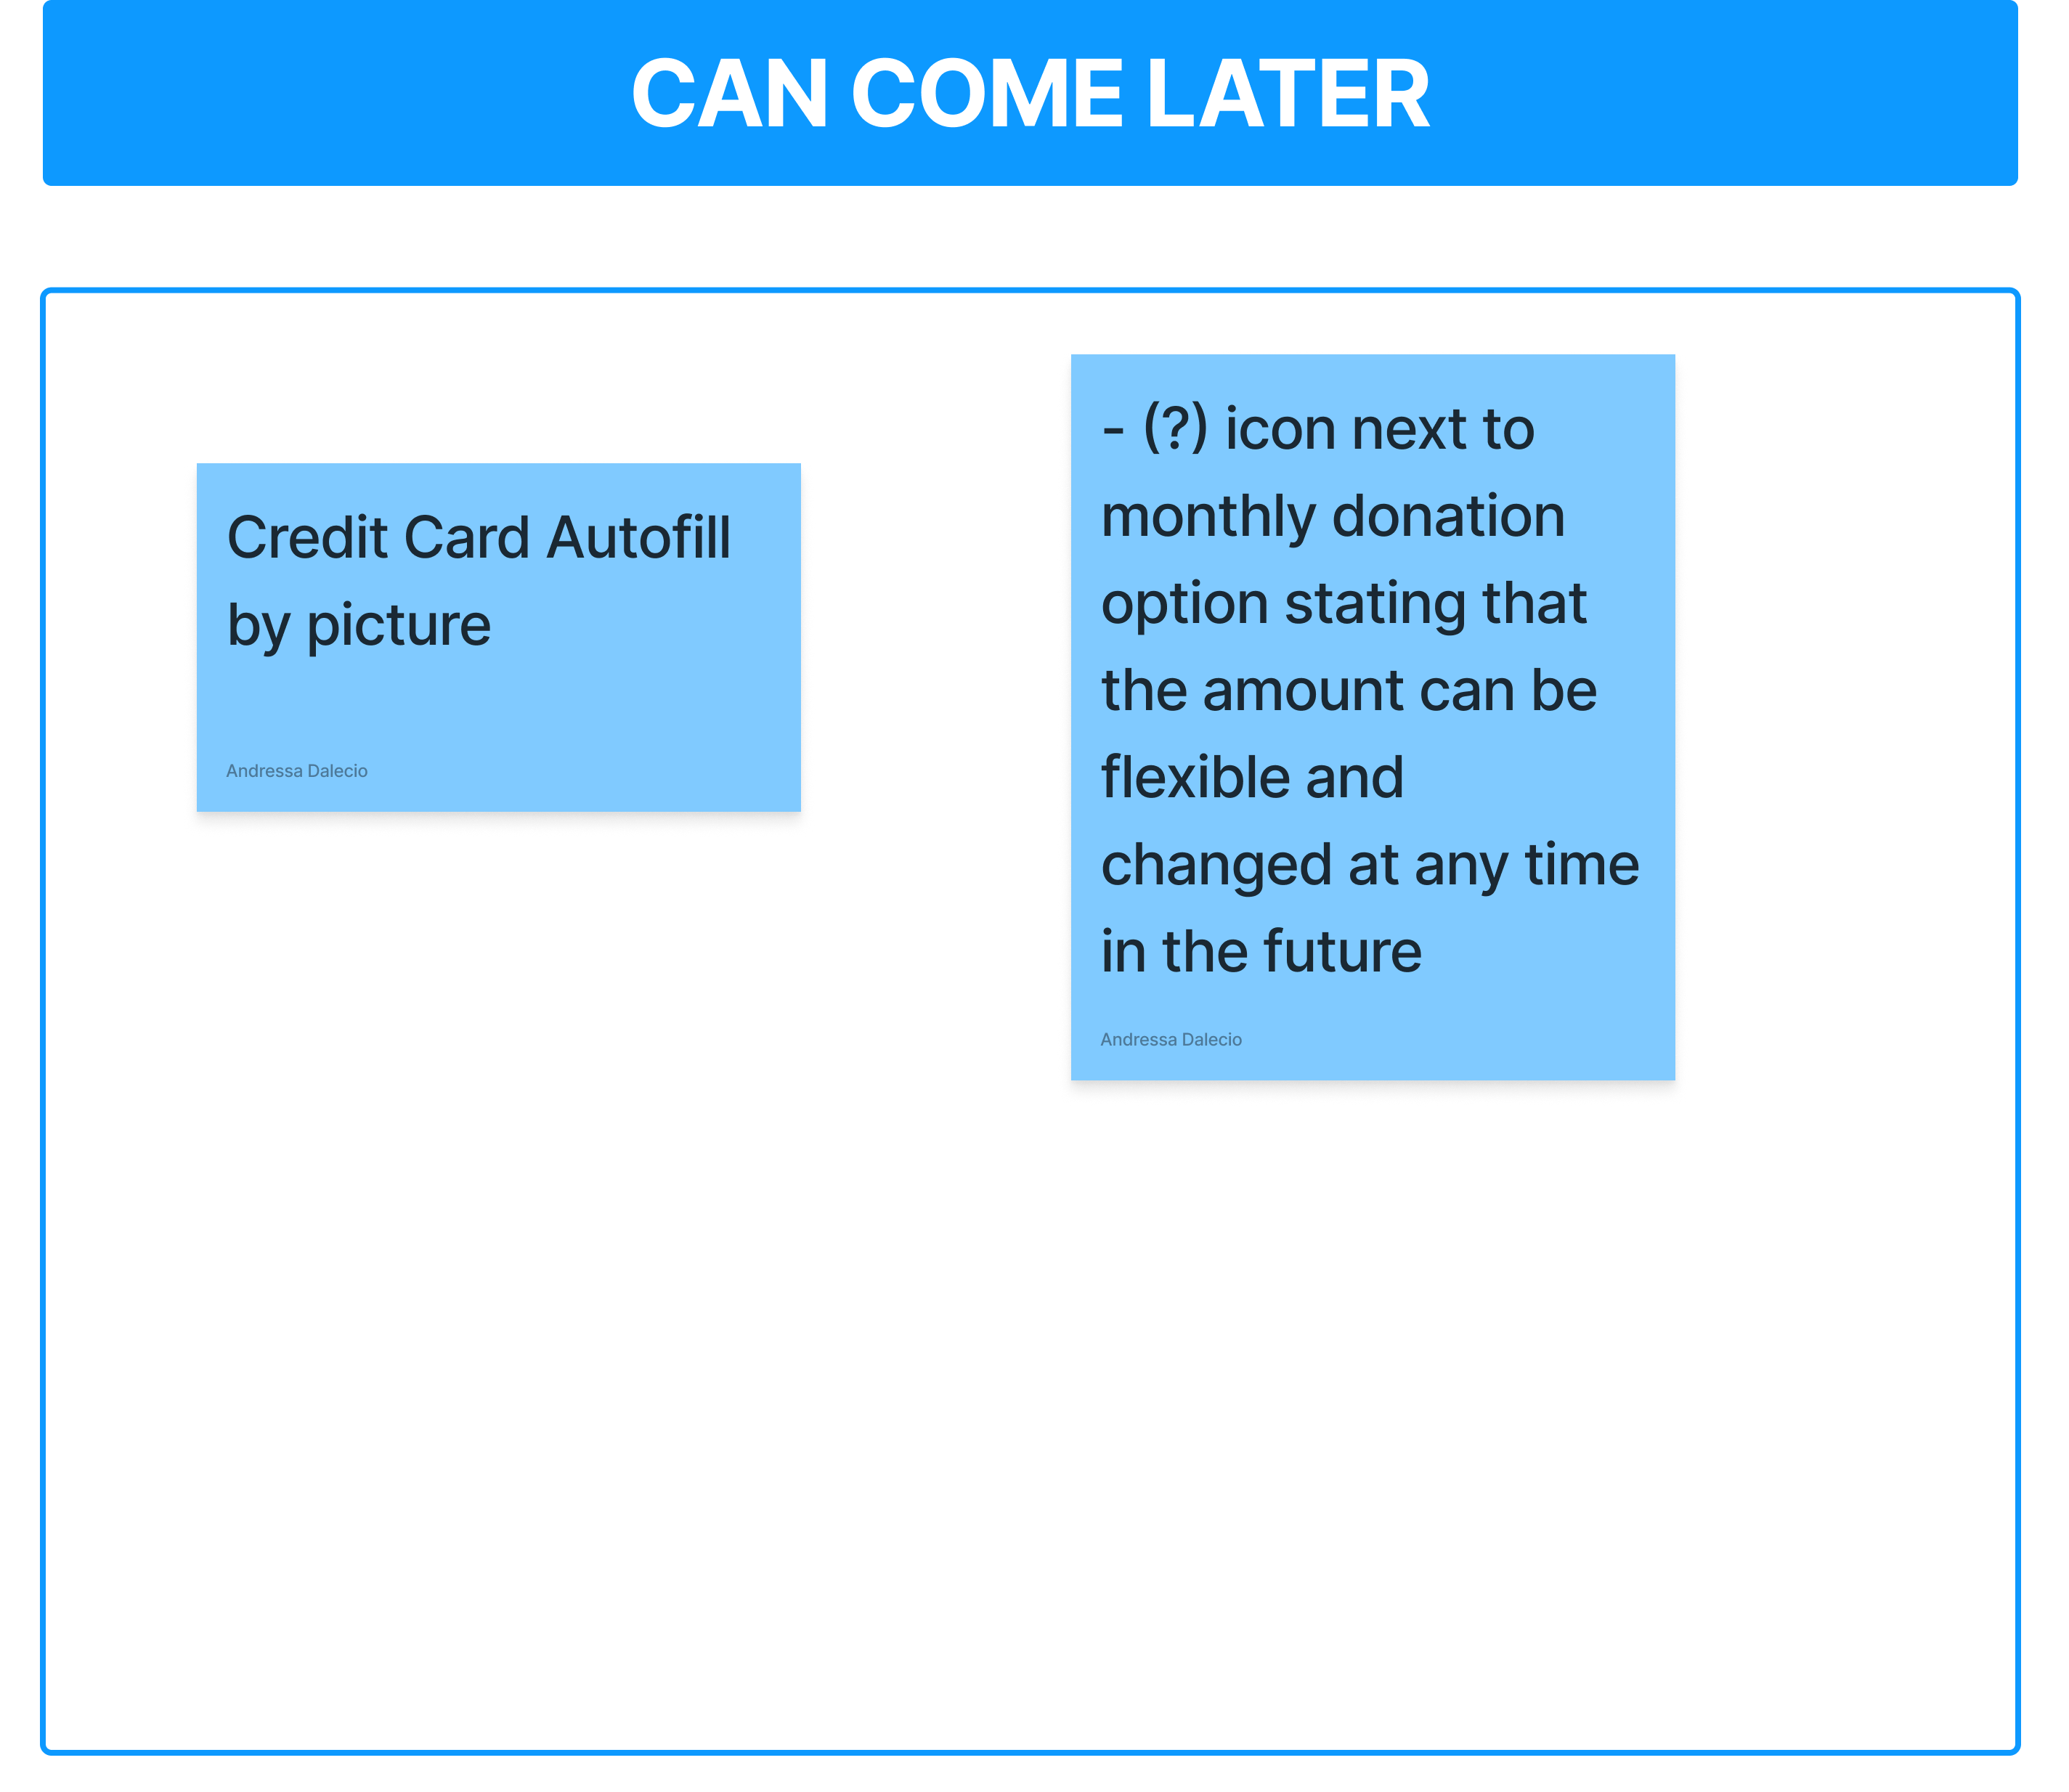 CAN COME LATER
Credit Card Autofill
by picture
Andressa Dalecio
- (?) icon next to
monthly donation
option stating that
the amount can be
flexible and
changed at any time
in the future
Andressa Dalecio